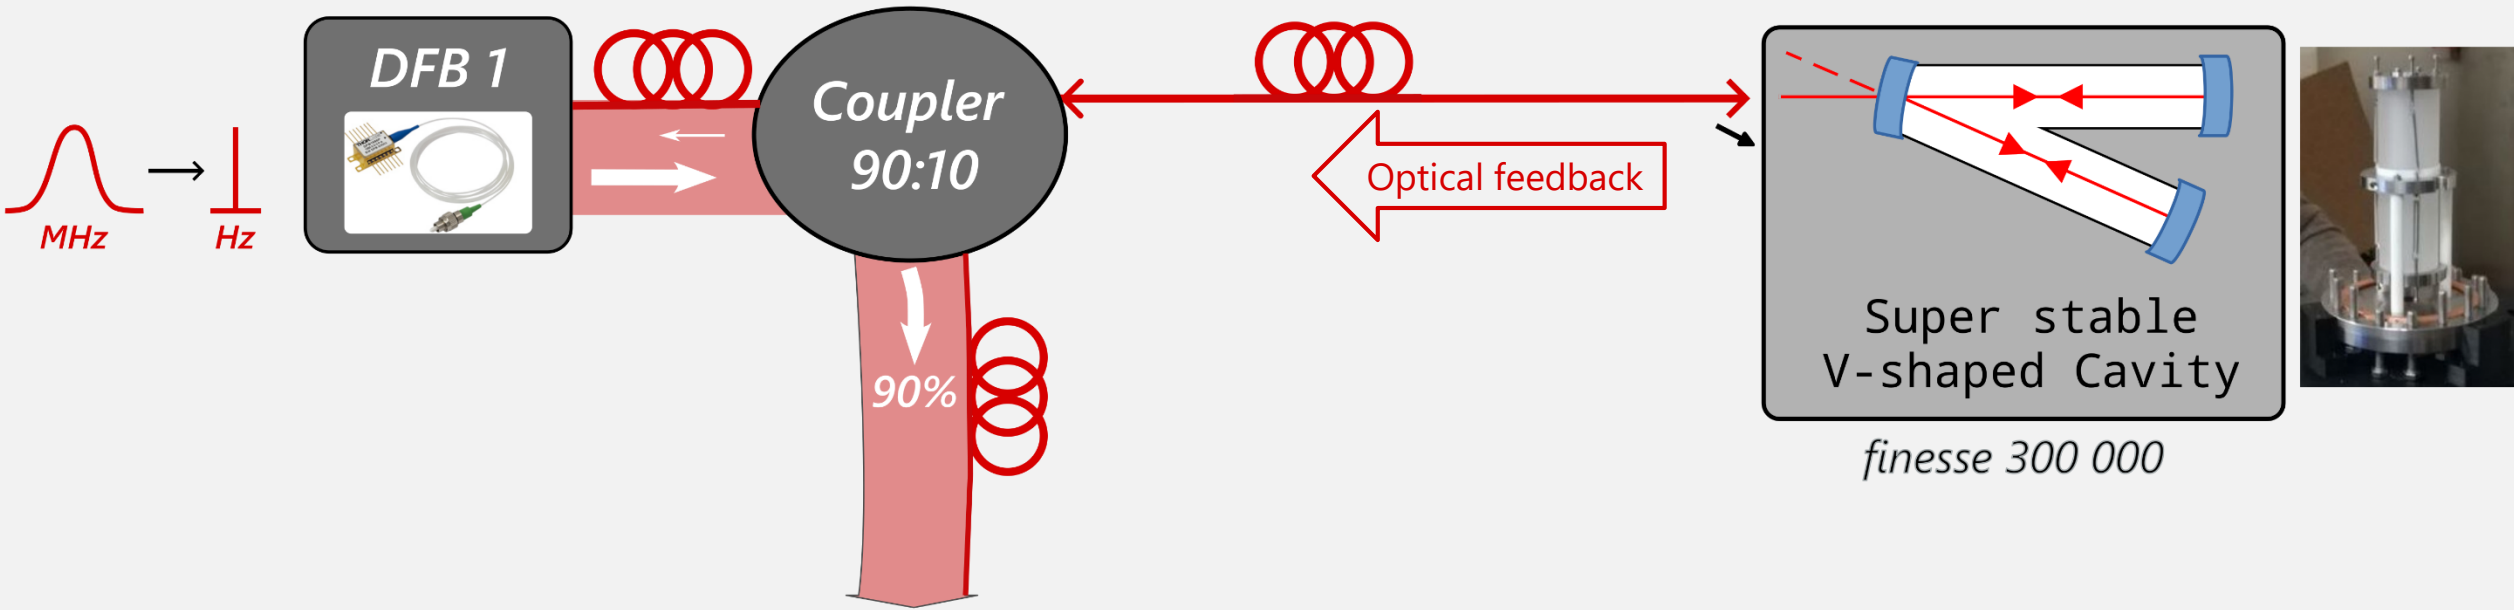 DFB 1
Coupler
90:10
Optical feedback
MHz
Hz
90%
Super stable
V-shaped Cavity
finesse 300 000